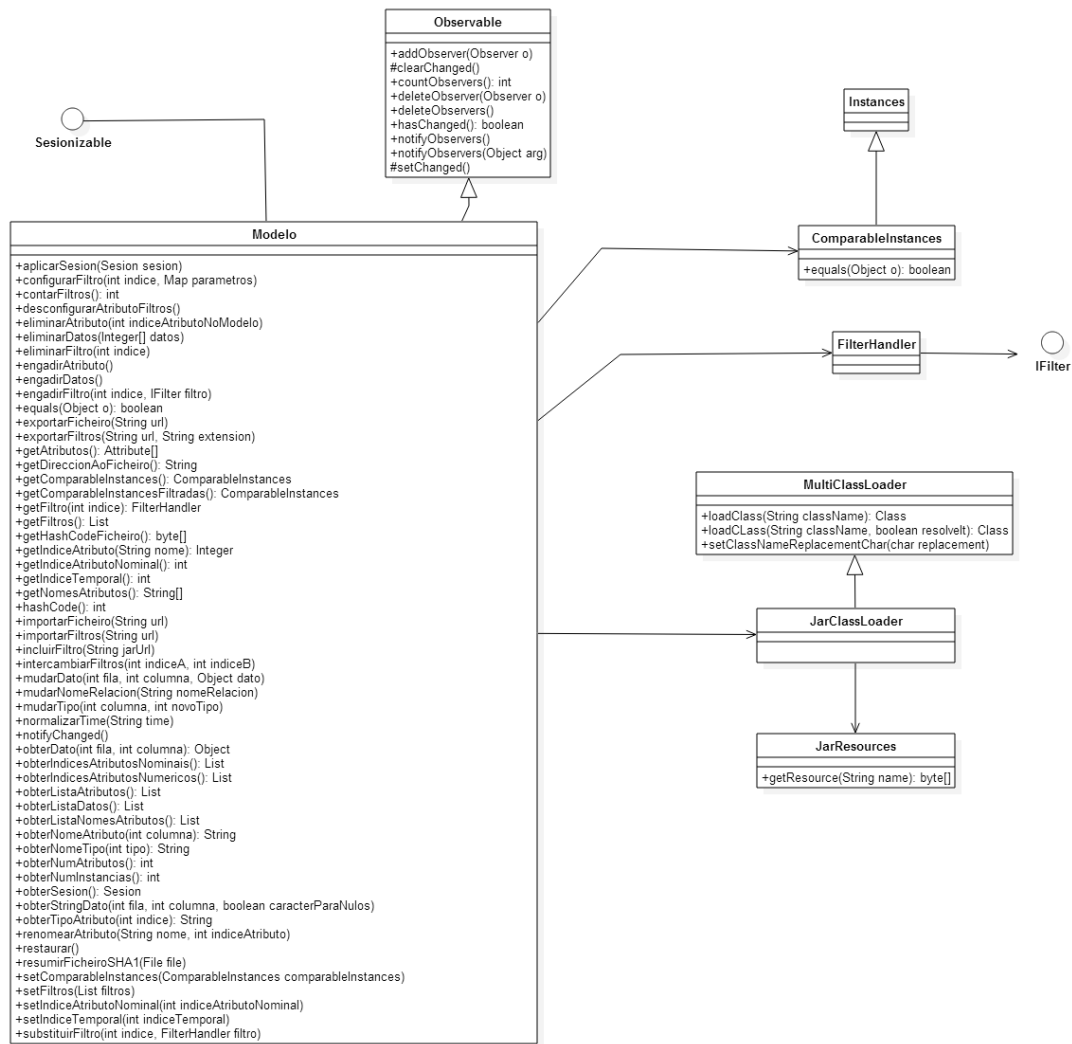 Observable
+addObserver(Observer o)
#clearChanged()
+countObservers(): int
+deleteObserver(Observer o)
+deleteObservers()
+hasChanged(): boolean
+notifyObservers()
+notifyObservers(Object arg)
#setChanged()
Sesionizable
Modelo
+aplicarSesion(Sesion sesion)
+configurarFiltro(int indice, Map parametros)
+contarFiltros(): int
+desconfigurarAtributoFiltros()
+eliminarAtributo(int indiceAtributoNoModelo)
+eliminarDatos(Integer[] datos)
+eliminarFiltro(int indice)
+engadirAtributo()
+engadirDatos()
+engadirFiltro(int indice, IFilter filtro)
+equals(Object o): boolean
+exportarFicheiro(String url)
+exportarFiltros(String url, String extension)
+getAtributos(): Attribute[]
+getDireccionAoFicheiro(): String
+getComparableInstances(): ComparableInstances
+getComparableInstancesFiltradas(): ComparableInstances
+getFiltro(int indice): FilterHandler
+getFiltros(): List
+getHashCodeFicheiro(): byte[]
+getIndiceAtributo(String nome): Integer
+getIndiceAtributoNominal(): int
+getIndiceTemporal(): int
+getNomesAtributos(): String[]
+hashCode(): int
+importarFicheiro(String url)
+importarFiltros(String url)
+incluirFiltro(String jarUrl)
+intercambiarFiltros(int indiceA, int indiceB)
+mudarDato(int fila, int columna, Object dato)
+mudarNomeRelacion(String nomeRelacion)
+mudarTipo(int columna, int novoTipo)
+normalizarTime(String time)
+notifyChanged()
+obterDato(int fila, int columna): Object
+obterIndicesAtributosNominais(): List
+obterIndicesAtributosNumericos(): List
+obterListaAtributos(): List
+obterListaDatos(): List
+obterListaNomesAtributos(): List
+obterNomeAtributo(int columna): String
+obterNomeTipo(int tipo): String
+obterNumAtributos(): int
+obterNumInstancias(): int
+obterSesion(): Sesion
+obterStringDato(int fila, int columna, boolean caracterParaNulos)
+obterTipoAtributo(int indice): String
+renomearAtributo(String nome, int indiceAtributo)
+restaurar()
+resumirFicheiroSHA1(File file)
+setComparableInstances(ComparableInstances comparableInstances)
+setFiltros(List filtros)
+setIndiceAtributoNominal(int indiceAtributoNominal)
+setIndiceTemporal(int indiceTemporal)
+substituirFiltro(int indice, FilterHandler filtro)
Instances
ComparableInstances
+equals(Object o): boolean
FilterHandler
IFilter
MultiClassLoader
+loadClass(String className): Class
+loadCLass(String className, boolean resolveIt): Class
+setClassNameReplacementChar(char replacement)
JarClassLoader
JarResources
+getResource(String name): byte[]